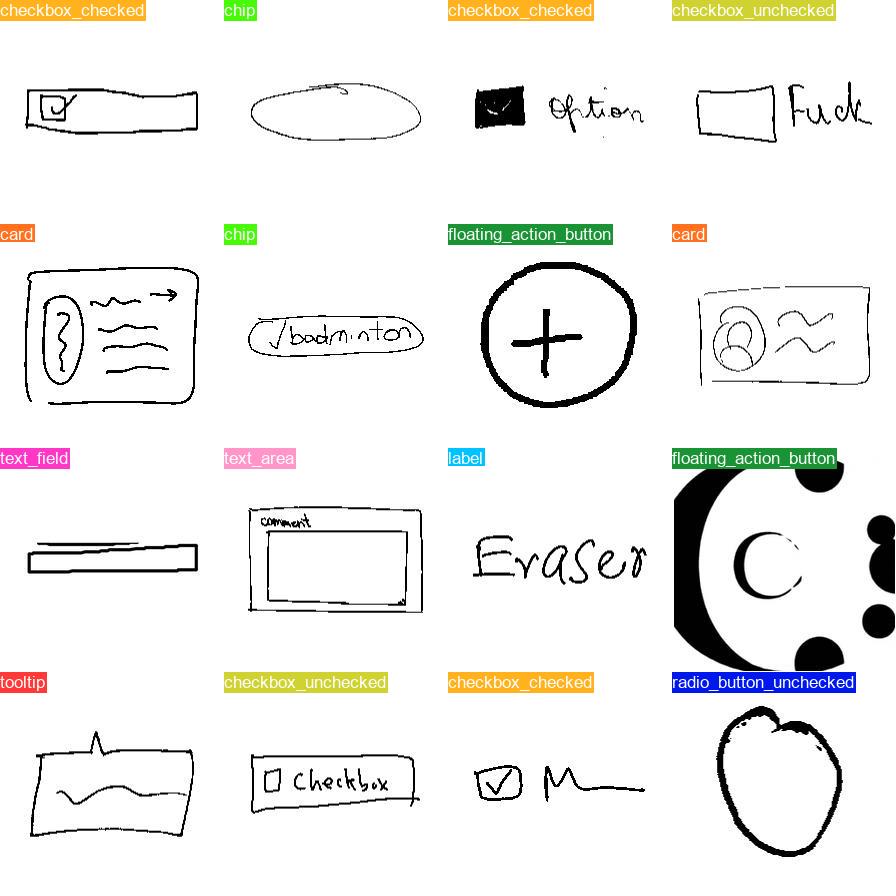 checkbox_checked
chip
checkbox_checked
checkbox_unchecked
option
Fuck
card
chip
floating_action_button
card
badminton
text_field
text_area
label
floating_action_button
comment
Eraser
tooltip
checkbox_unchecked
checkbox_checked
radio_button_unchecked
Checkbox